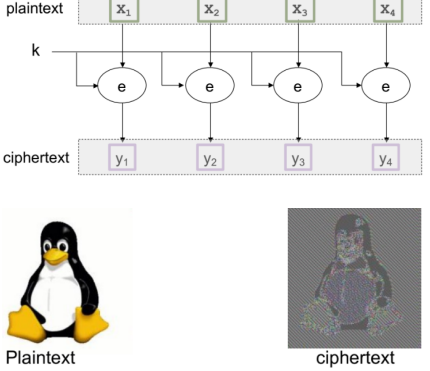 plaintext x₁ x₂ x₃ x₄
k
e e e e
ciphertext y₁ y₂ y₃ y₄
Plaintext ciphertext